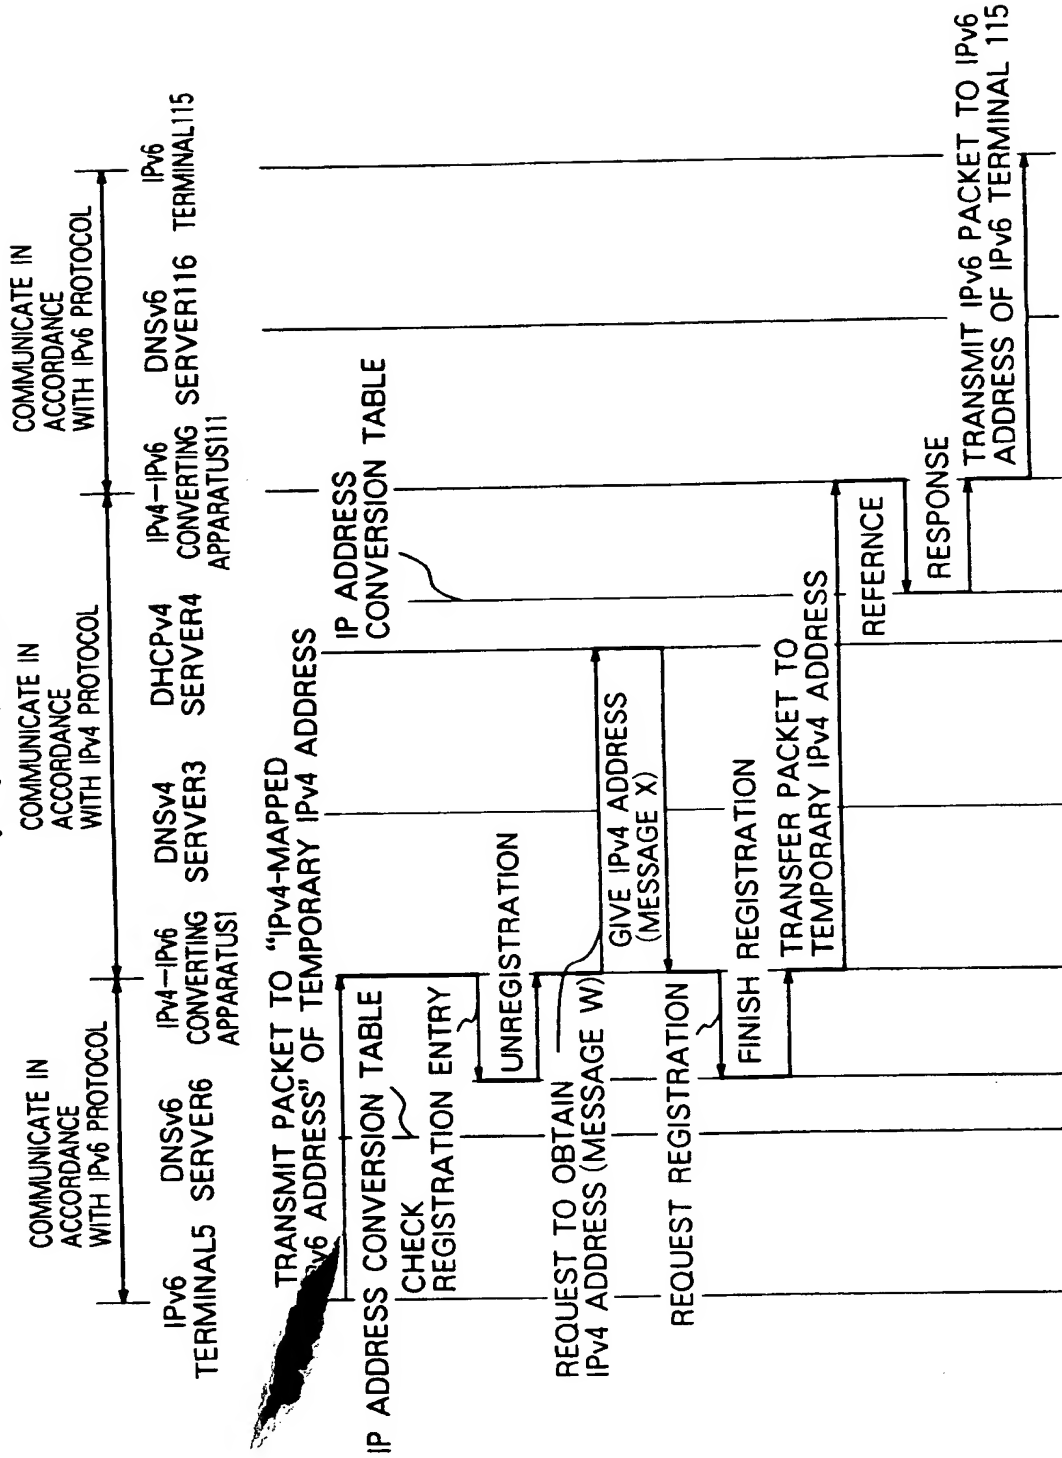 COMMUNICATE IN
ACCORDANCE
WITH IPv6 PROTOCOL
COMMUNICATE IN
ACCORDANCE
WITH IPv4 PROTOCOL
COMMUNICATE IN
ACCORDANCE
WITH IPv6 PROTOCOL
IPv6
TERMINAL5
DNSv6
SERVER6
IPv4-IPv6
CONVERTING
APPARATUS1
DNSv4
SERVER3
DHCPv4
SERVER4
IPv4-IPv6
CONVERTING
APPARATUS111
DNSv6
SERVER116
IPv6
TERMINAL115
TRANSMIT PACKET TO "IPv4-MAPPED
IPv6 ADDRESS" OF TEMPORARY IPv4 ADDRESS
IP ADDRESS
CONVERSION TABLE
IP ADDRESS CONVERSION TABLE
CHECK
REGISTRATION ENTRY
UNREGISTRATION
REQUEST TO OBTAIN
IPv4 ADDRESS (MESSAGE W)
GIVE IPv4 ADDRESS
(MESSAGE X)
REQUEST REGISTRATION
FINISH REGISTRATION
TRANSFER PACKET TO
TEMPORARY IPv4 ADDRESS
REFERNCE
RESPONSE
TRANSMIT IPv6 PACKET TO IPv6
ADDRESS OF IPv6 TERMINAL 115